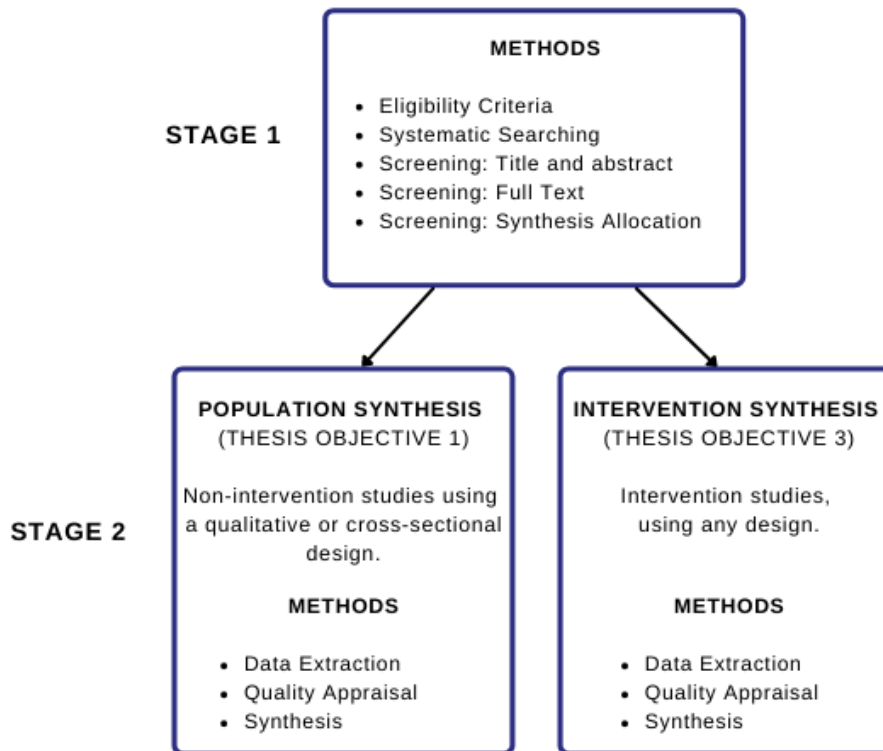 METHODS
STAGE 1
• Eligibility Criteria
• Systematic Searching
• Screening: Title and abstract
• Screening: Full Text
• Screening: Synthesis Allocation
STAGE 2
POPULATION SYNTHESIS
(THESIS OBJECTIVE 1)
Non-intervention studies using
a qualitative or cross-sectional
design.
METHODS
• Data Extraction
• Quality Appraisal
• Synthesis
INTERVENTION SYNTHESIS
(THESIS OBJECTIVE 3)
Intervention studies,
using any design.
METHODS
• Data Extraction
• Quality Appraisal
• Synthesis